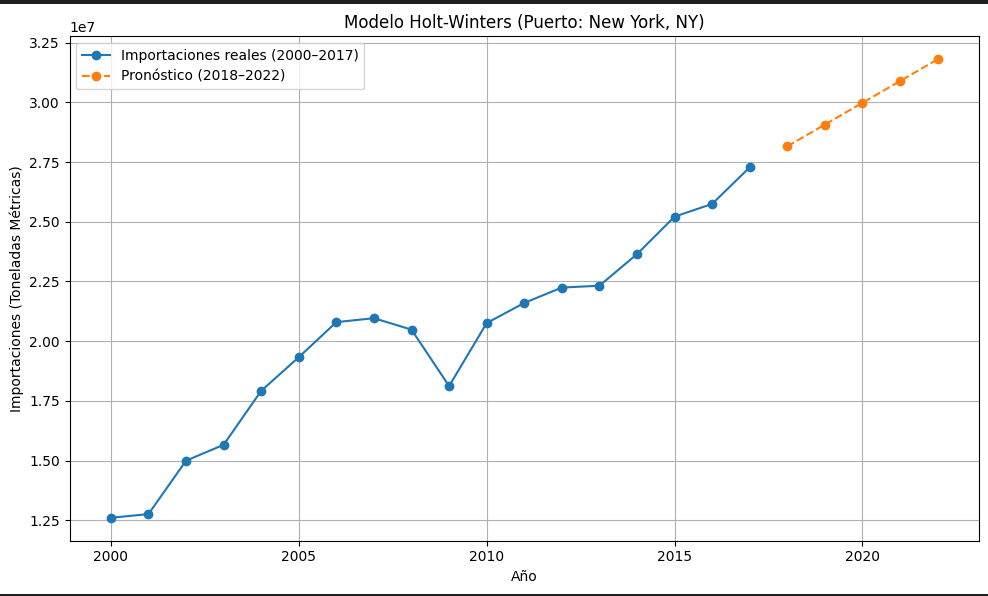 Modelo Holt-Winters (Puerto: New York, NY)
1e7
Importaciones reales (2000–2017)
Pronóstico (2018–2022)
Importaciones (Toneladas Métricas)
3.25
3.00
2.75
2.50
2.25
2.00
1.75
1.50
1.25
2000 2005 2010 2015 2020
Año